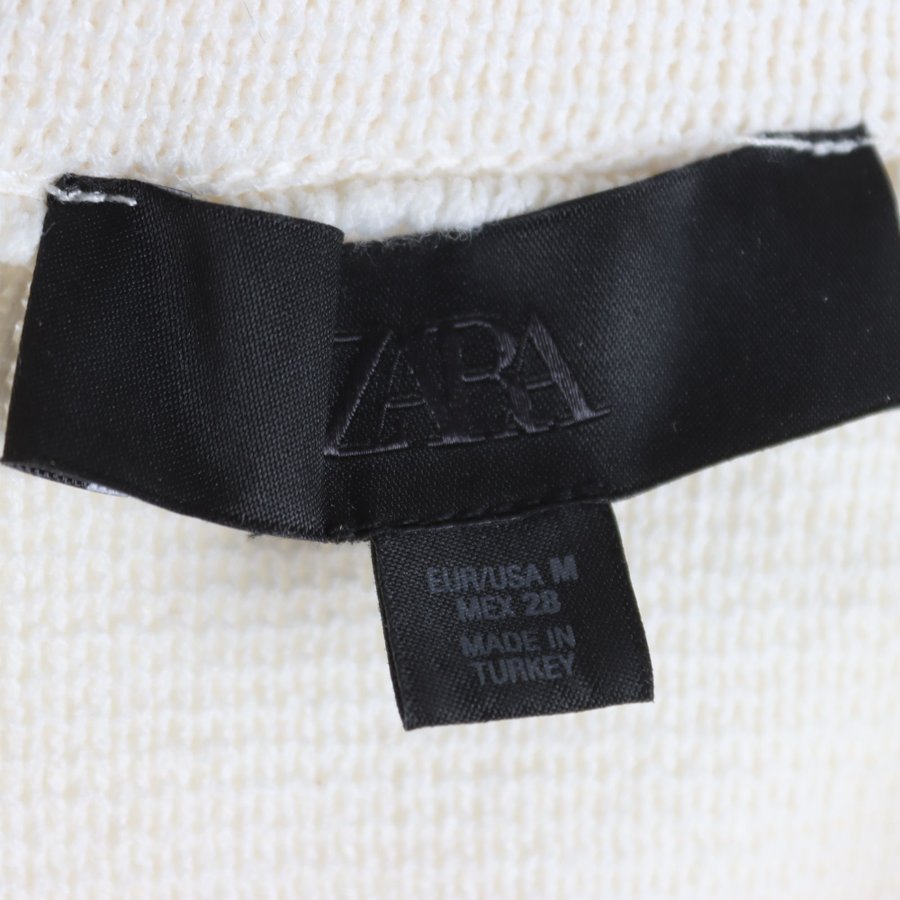 ZARA
EUR/USA M
MEX 28
MADE IN
TURKEY